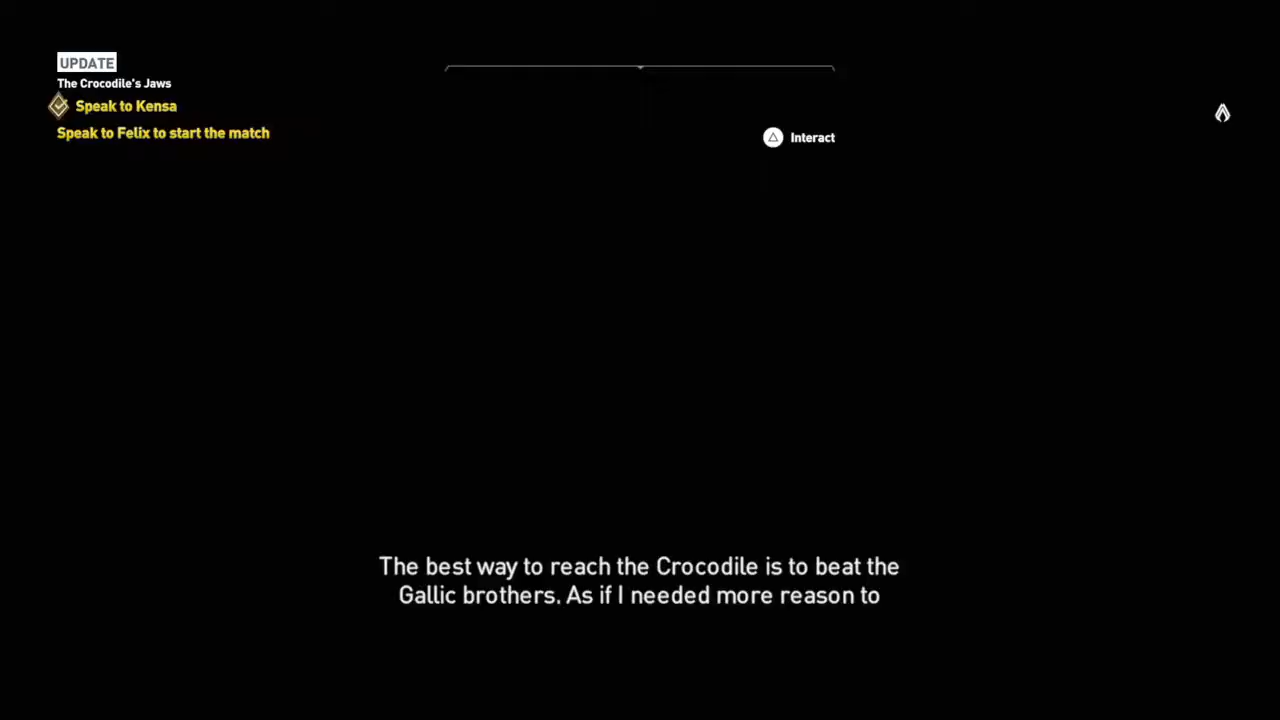 UPDATE
The Crocodile's Jaws
Speak to Kensa
Speak to Felix to start the match
Interact
The best way to reach the Crocodile is to beat the
Gallic brothers. As if I needed more reason to